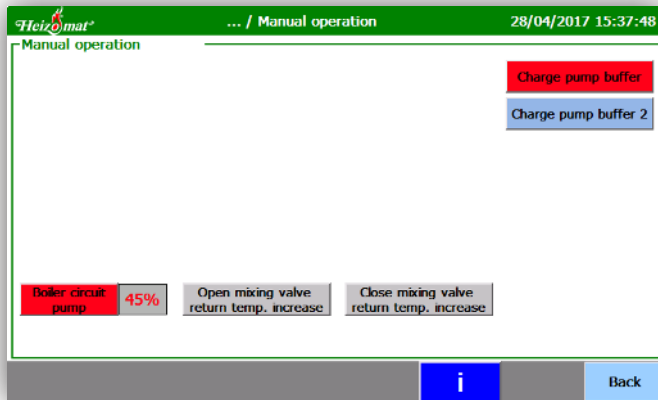 Heizomat
... / Manual operation
28/04/2017 15:37:48
Manual operation
Charge pump buffer
Charge pump buffer 2
Boiler circuit
pump
45%
Open mixing valve
return temp. increase
Close mixing valve
return temp. increase
i
Back